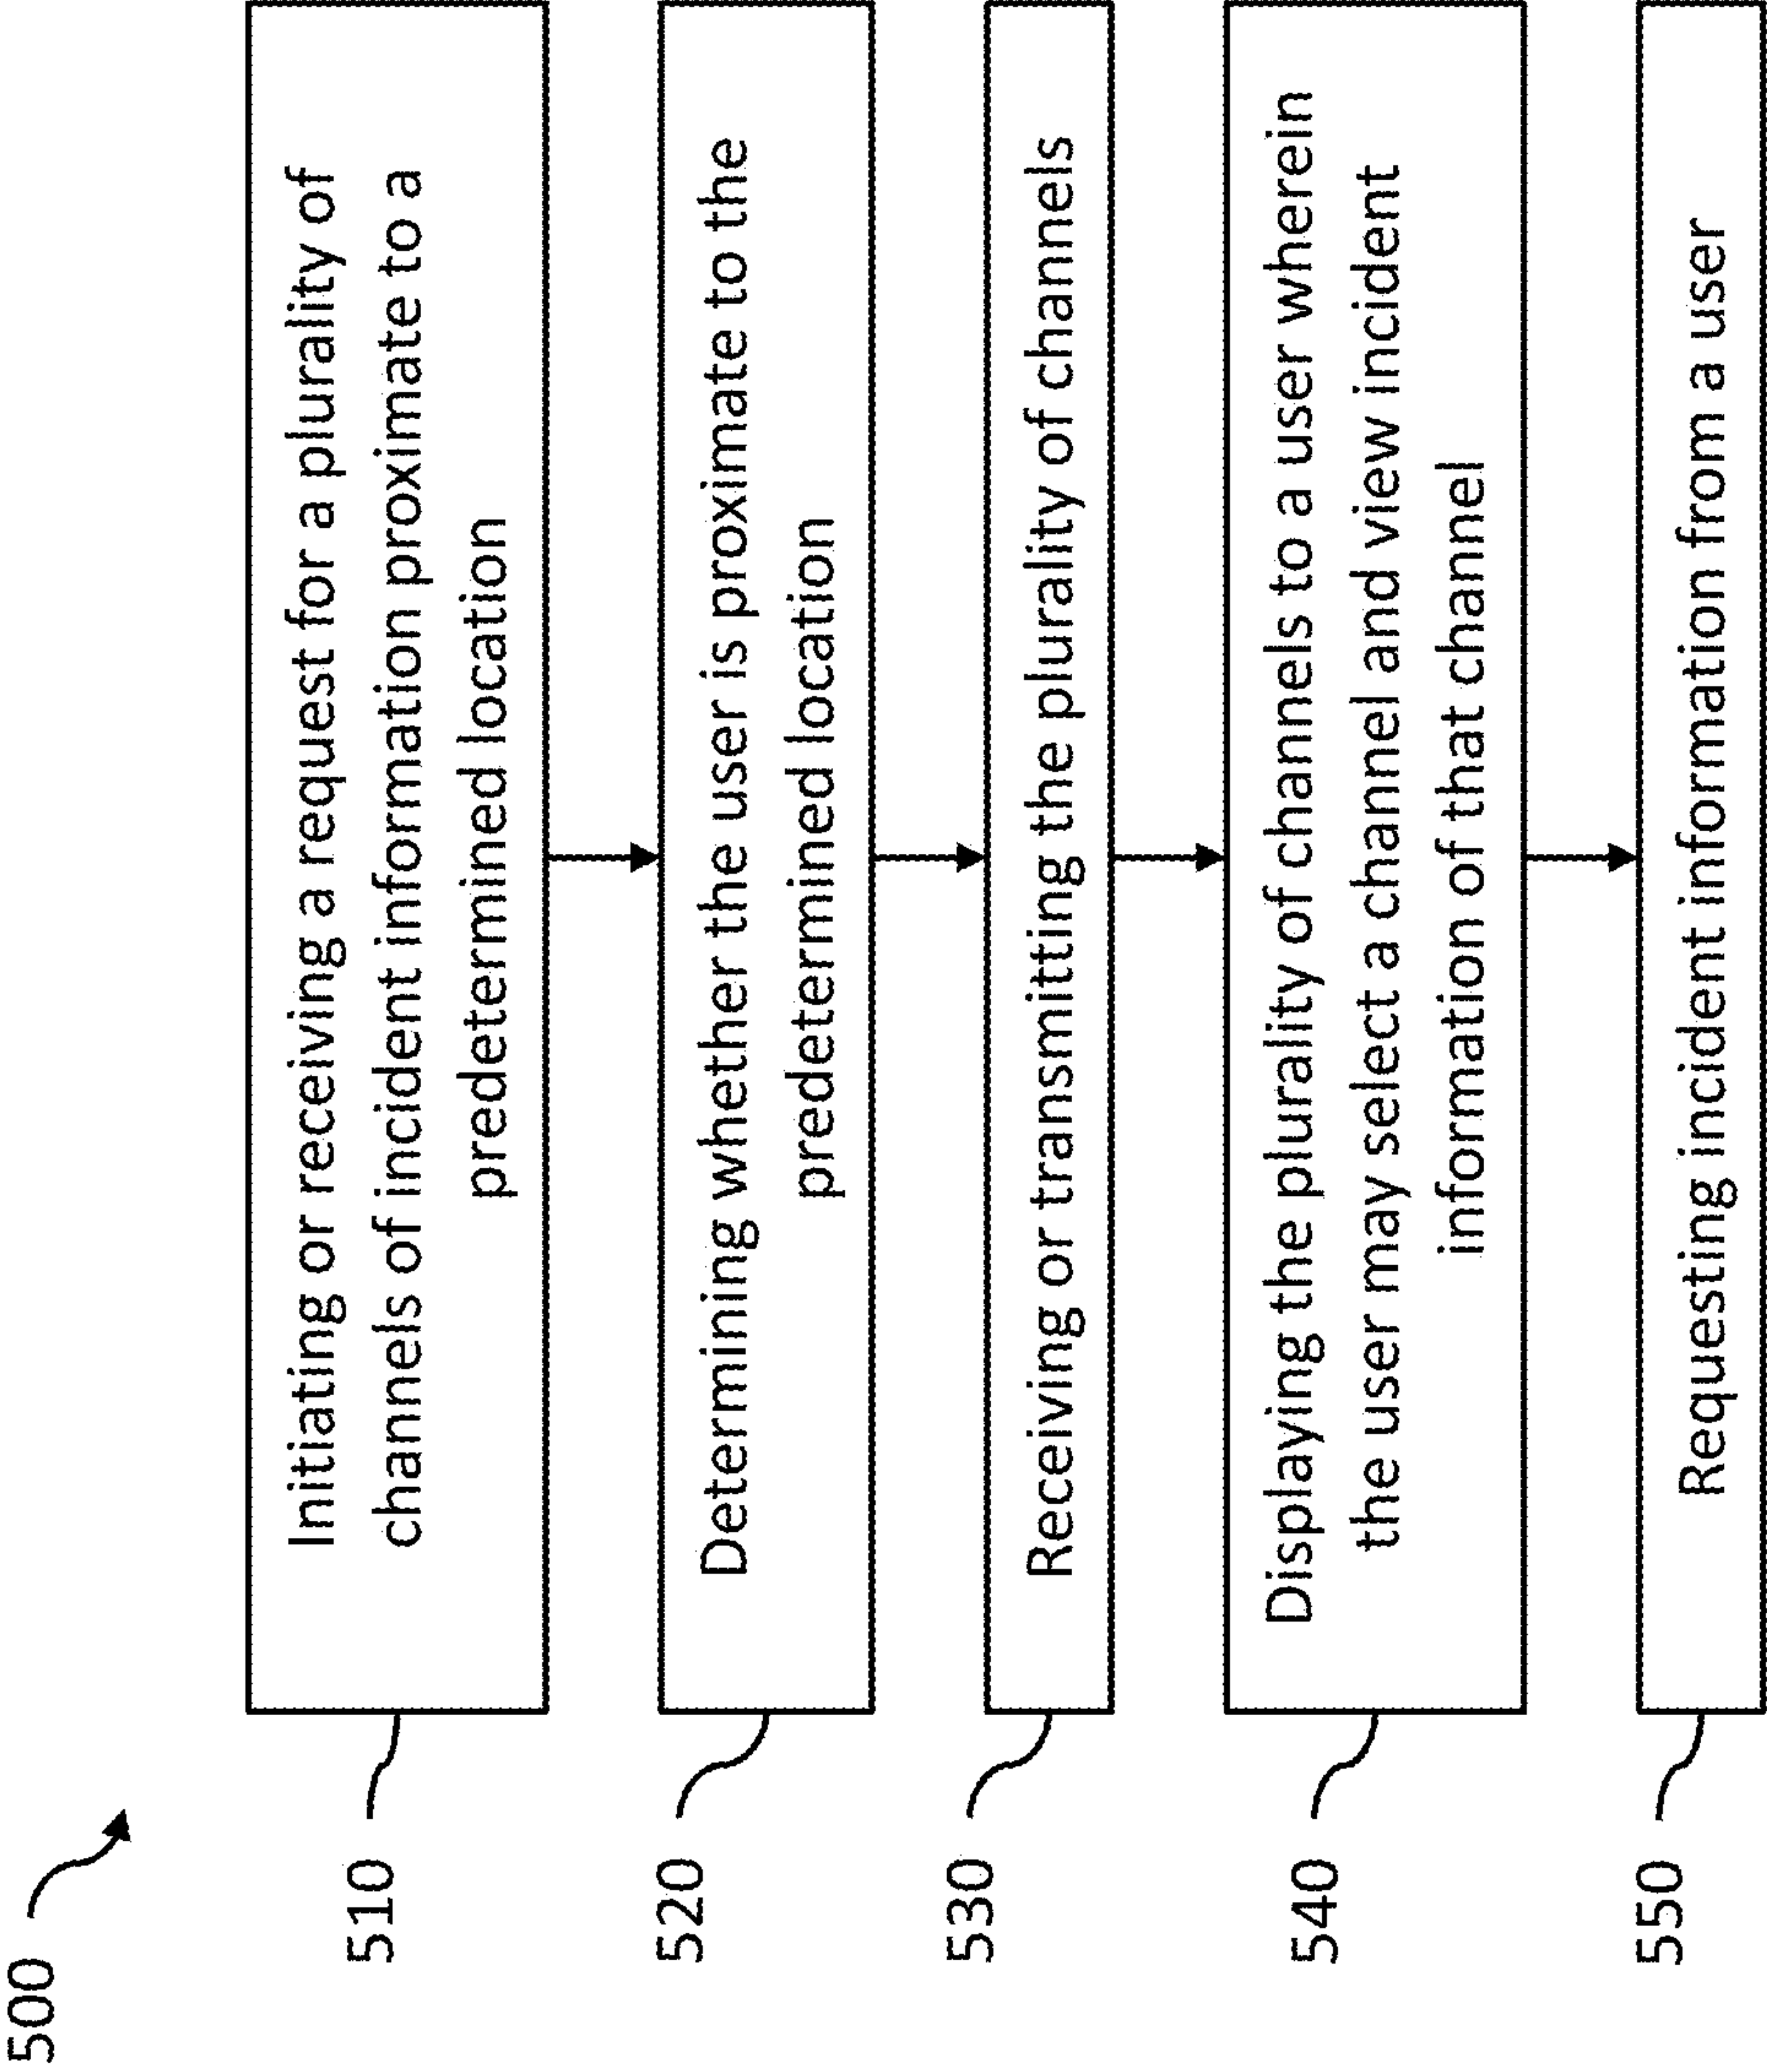 500
510
Initiating or receiving a request for a plurality of
channels of incident information proximate to a
predetermined location
520
Determining whether the user is proximate to the
predetermined location
530
Receiving or transmitting the plurality of channels
540
Displaying the plurality of channels to a user wherein
the user may select a channel and view incident
information of that channel
550
Requesting incident information from a user